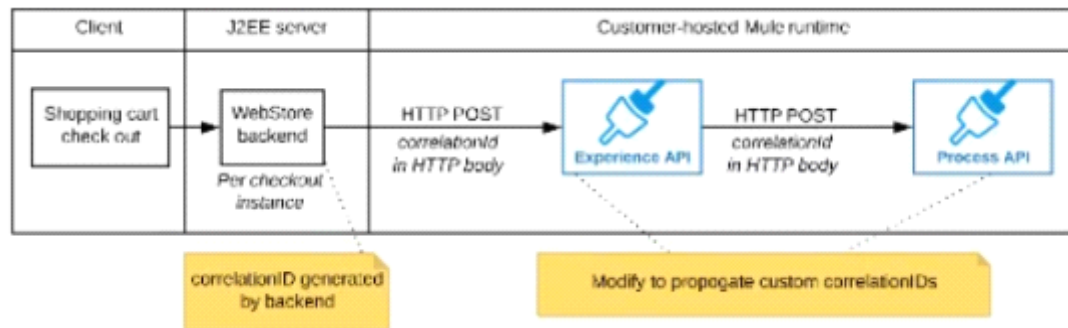 Client
J2EE server
Customer-hosted Mule runtime
Shopping cart
check out
WebStore
backend
Per checkout
instance
HTTP POST
correlationId
in HTTP body
Experience API
HTTP POST
correlationId
in HTTP body
Process API
correlationID generated
by backend
Modify to propogate custom correlationIDs